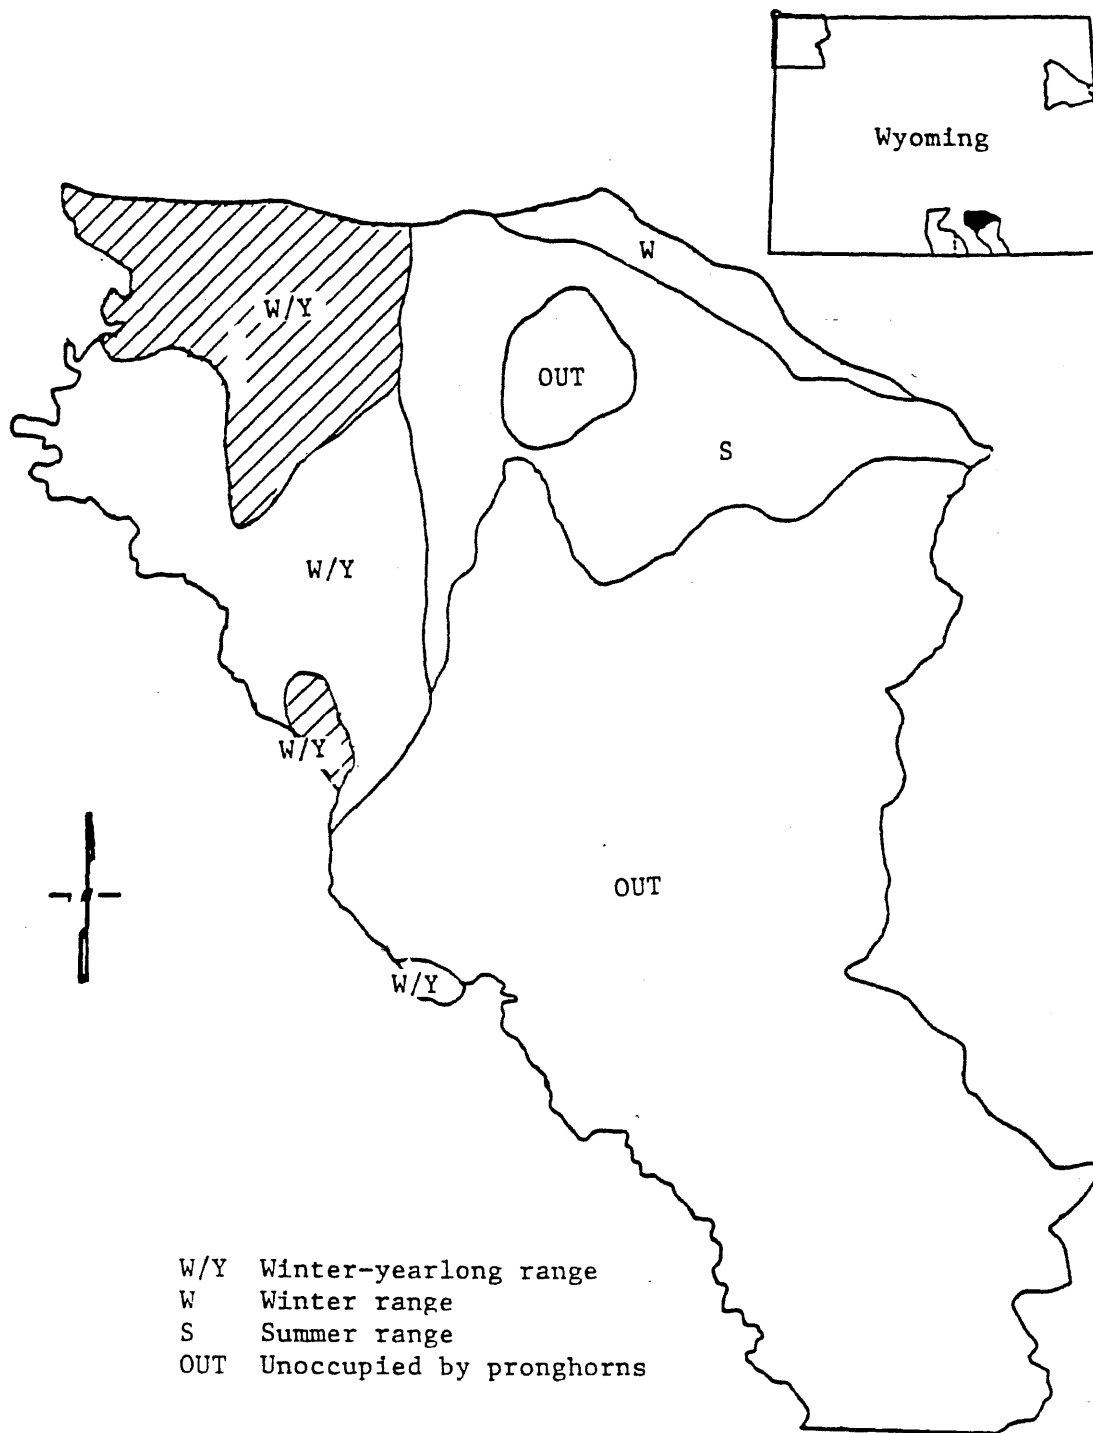 Wyoming
W
W/Y
OUT
S
W/Y
W/Y
OUT
W/Y
W/Y Winter-yearlong range
W Winter range
S Summer range
OUT Unoccupied by pronghorns